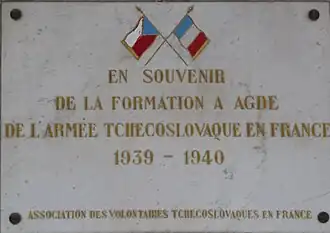 EN SOUVENIR
DE LA FORMATION A AGDE
DE L'ARMÉE TCHECOSLOVAQUE EN FRANCE
1939 - 1940
ASSOCIATION DES VOLONTAIRES TCHECOSLOVAQUES EN FRANCE